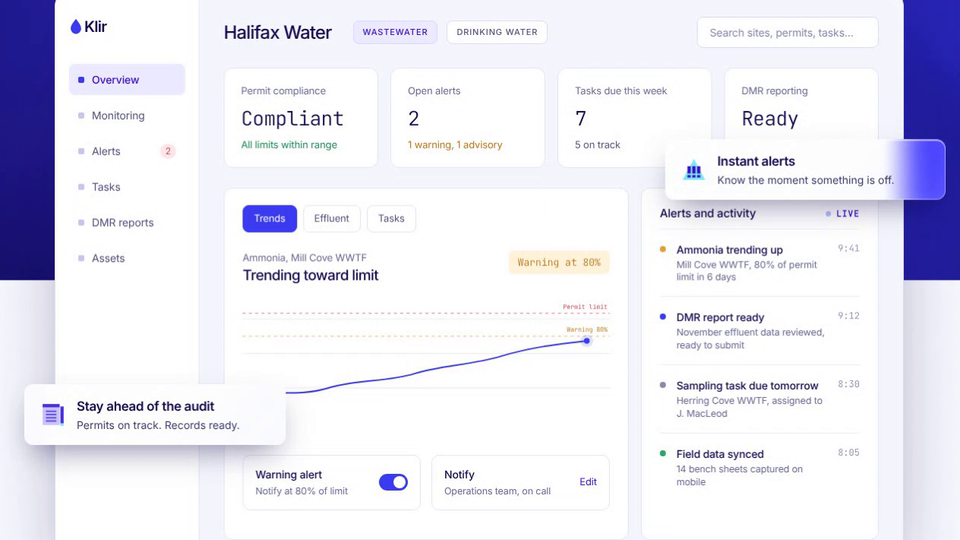 Klir
Overview
Monitoring
Alerts 2
Tasks
DMR reports
Assets
Halifax Water
WASTEWATER
DRINKING WATER
Search sites, permits, tasks...
Permit compliance
Compliant
All limits within range
Open alerts
2
1 warning, 1 advisory
Tasks due this week
7
5 on track
DMR reporting
Ready
Instant alerts
Know the moment something is off.
Trends
Effluent
Tasks
Ammonia, Mill Cove WWTF
Trending toward limit
Warning at 80%
Permit limit
Warning 80%
Stay ahead of the audit
Permits on track. Records ready.
Warning alert
Notify at 80% of limit
Notify
Operations team, on call
Edit
Alerts and activity
LIVE
Ammonia trending up 9:41
Mill Cove WWTF, 80% of permit
limit in 6 days
DMR report ready 9:12
November effluent data reviewed,
ready to submit
Sampling task due tomorrow 8:30
Herring Cove WWTF, assigned to
J. MacLeod
Field data synced 8:05
14 bench sheets captured on
mobile